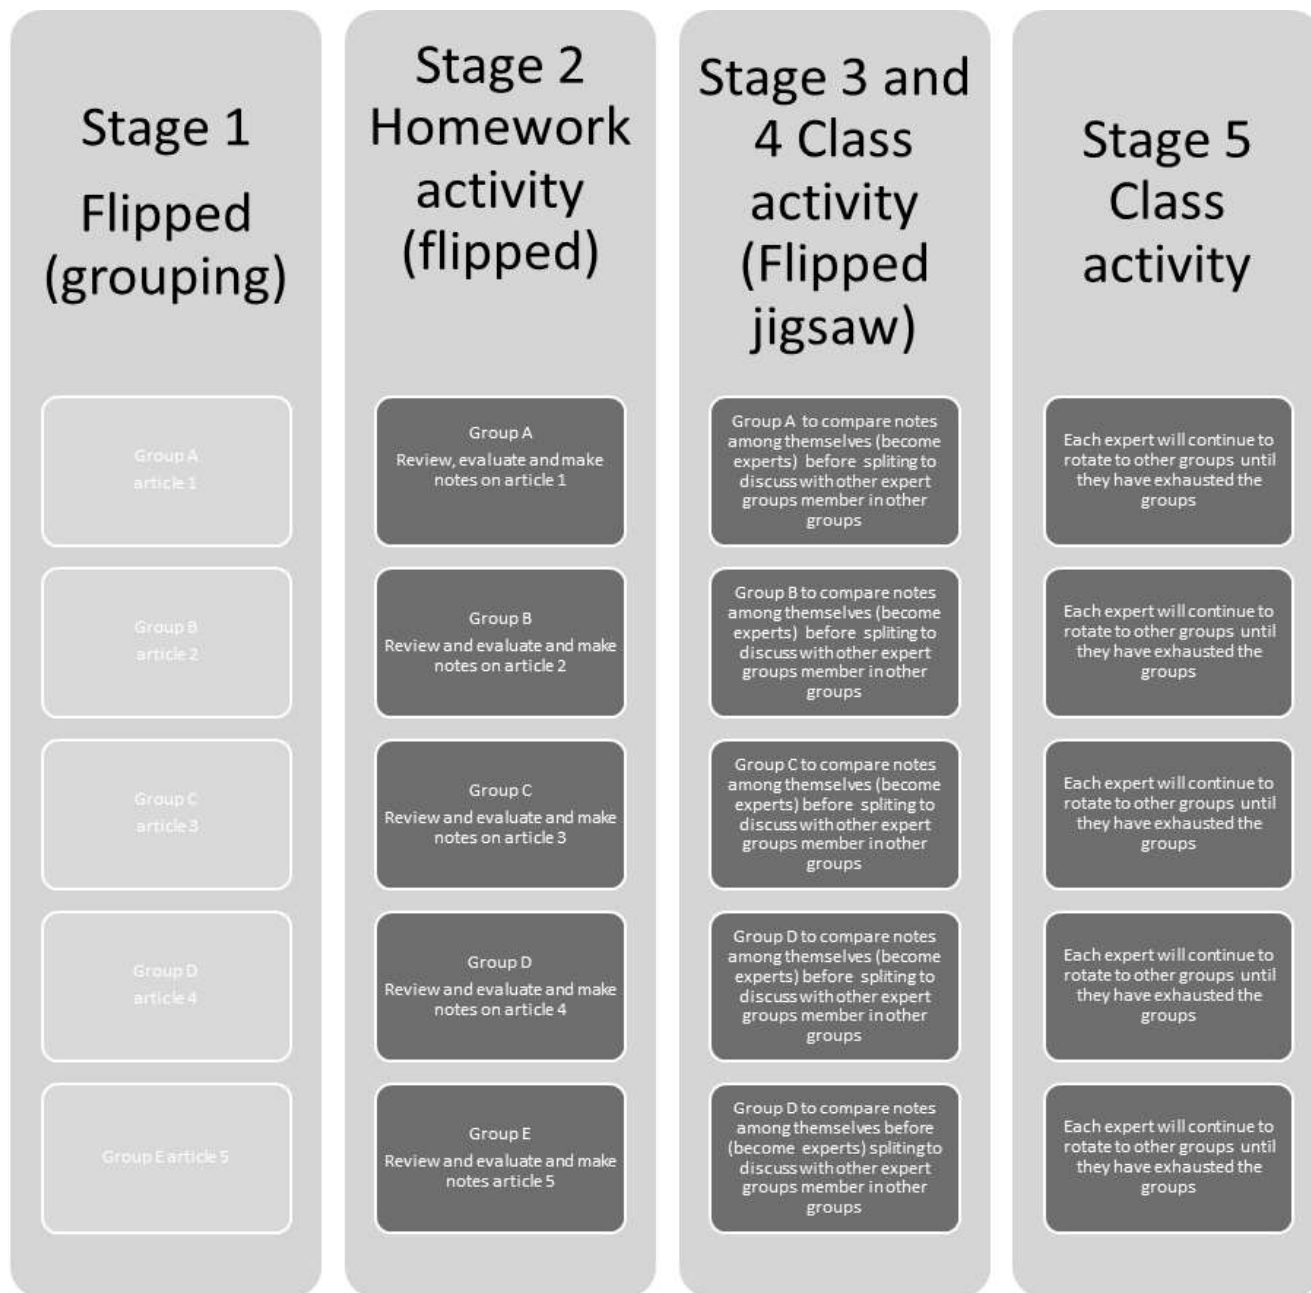 Stage 1
Flipped
(grouping)
Group A
article 1
Group B
article 2
Group C
article 3
Group D
article 4
Group E article 5
Stage 2
Homework
activity
(flipped)
Group A
Review, evaluate and make
notes on article 1
Group B
Review and evaluate and make
notes on article 2
Group C
Review and evaluate and make
notes on article 3
Group D
Review and evaluate and make
notes on article 4
Group E
Review and evaluate and make
notes article 5
Stage 3 and
4 Class
activity
(Flipped
jigsaw)
Group A to compare notes
among themselves (become
experts) before spliting to
discuss with other expert
groups member in other
groups
Group B to compare notes
among themselves (become
experts) before spliting to
discuss with other expert
groups member in other
groups
Group C to compare notes
among themselves (become
experts) before spliting to
discuss with other expert
groups member in other
groups
Group D to compare notes
among themselves (become
experts) before spliting to
discuss with other expert
groups member in other
groups
Group D to compare notes
among themselves before
(become experts) spliting to
discuss with other expert
groups member in other
groups
Stage 5
Class
activity
Each expert will continue to
rotate to other groups until
they have exhausted the
groups
Each expert will continue to
rotate to other groups until
they have exhausted the
groups
Each expert will continue to
rotate to other groups until
they have exhausted the
groups
Each expert will continue to
rotate to other groups until
they have exhausted the
groups
Each expert will continue to
rotate to other groups until
they have exhausted the
groups